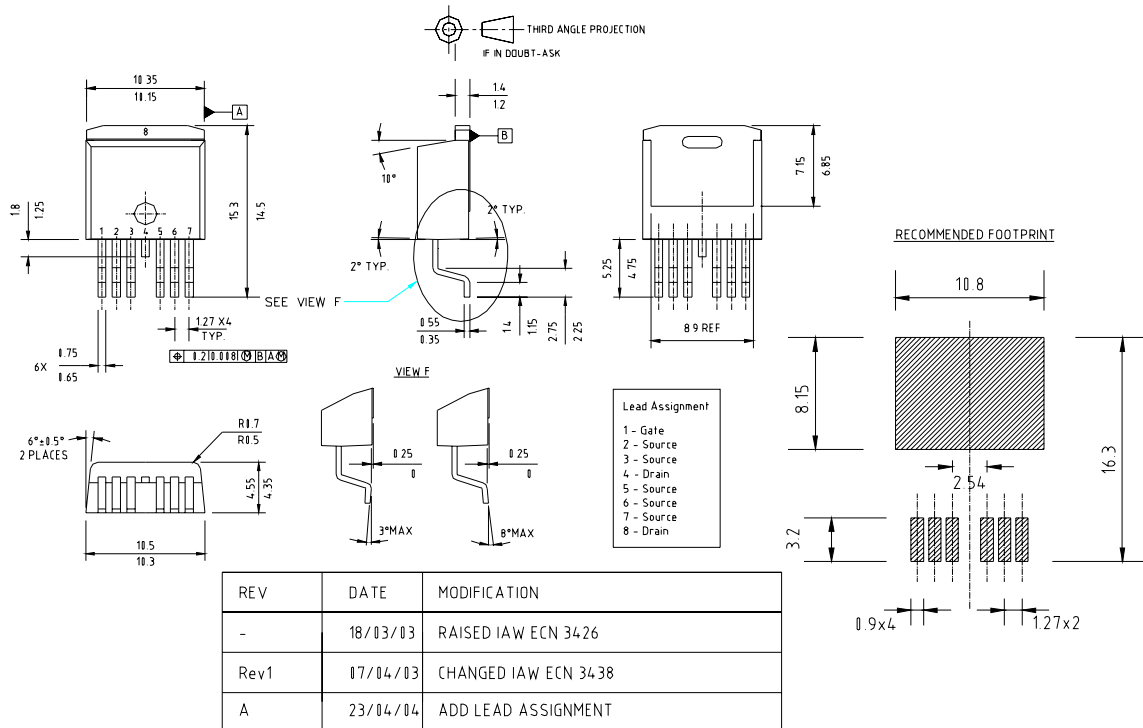 THIRD ANGLE PROJECTION
IF IN DOUBT-ASK
10.35
10.15
A
8
1.8
1.25
15.3
14.5
1 2 3 4 5 6 7
SEE VIEW F
1.27 X4
TYP.
0.75
6X
0.65
0.2|0.008|Ⓜ|B|AⓂ
1.4
1.2
B
10°
2° TYP.
2° TYP.
0.55
0.35
1.4
1.15
2.75
2.25
7.15
6.85
5.25
4.75
8.9 REF
RECOMMENDED FOOTPRINT
10.8
8.15
16.3
2.54
3.2
0.9x4
1.27x2
VIEW F
0.25
0
3°MAX
0.25
0
8°MAX
6°±0.5°
2 PLACES
R0.7
R0.5
4.55
4.35
10.5
10.3
Lead Assignment
1 - Gate
2 - Source
3 - Source
4 - Drain
5 - Source
6 - Source
7 - Source
8 - Drain
REV DATE MODIFICATION
- 18/03/03 RAISED IAW ECN 3426
Rev1 07/04/03 CHANGED IAW ECN 3438
A 23/04/04 ADD LEAD ASSIGNMENT